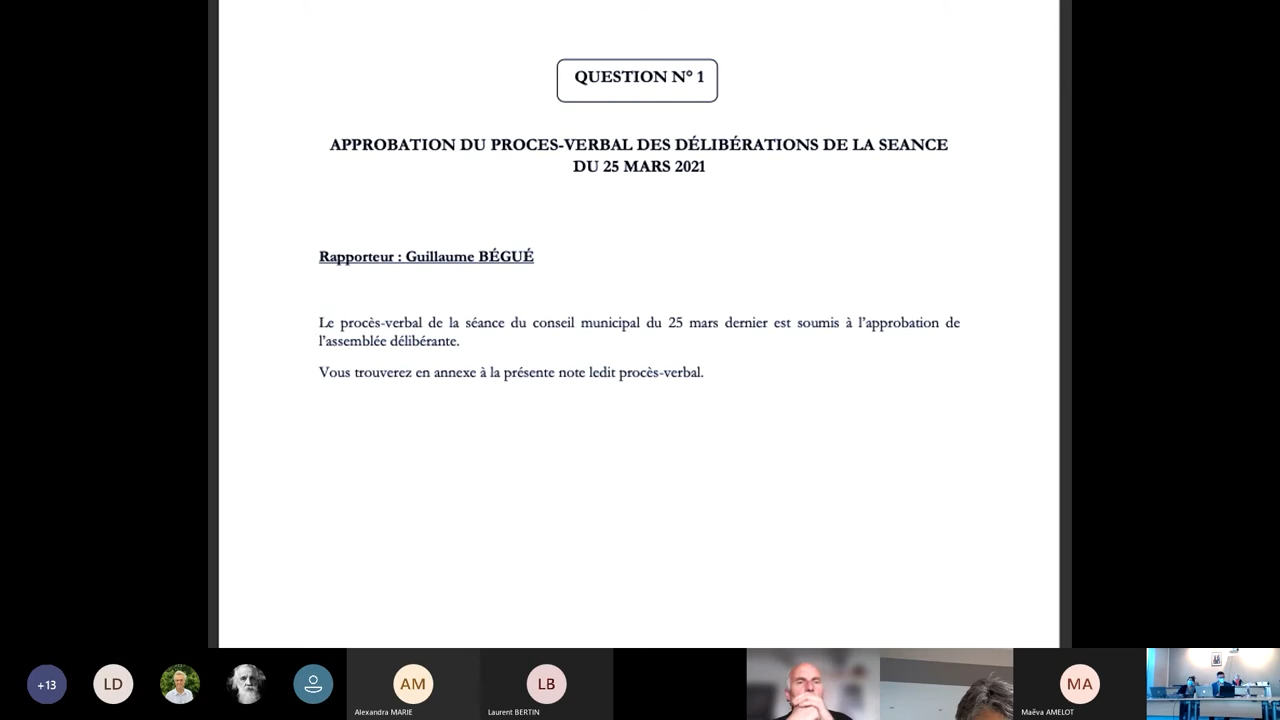 QUESTION N° 1
APPROBATION DU PROCES-VERBAL DES DÉLIBÉRATIONS DE LA SEANCE
DU 25 MARS 2021
Rapporteur : Guillaume BÉGUÉ
Le procès-verbal de la séance du conseil municipal du 25 mars dernier est soumis à l'approbation de
l'assemblée délibérante.
Vous trouverez en annexe à la présente note ledit procès-verbal.
+13
LD
AM
LB
MA
Alexandra MARIE
Laurent BERTIN
Maëva AMELOT